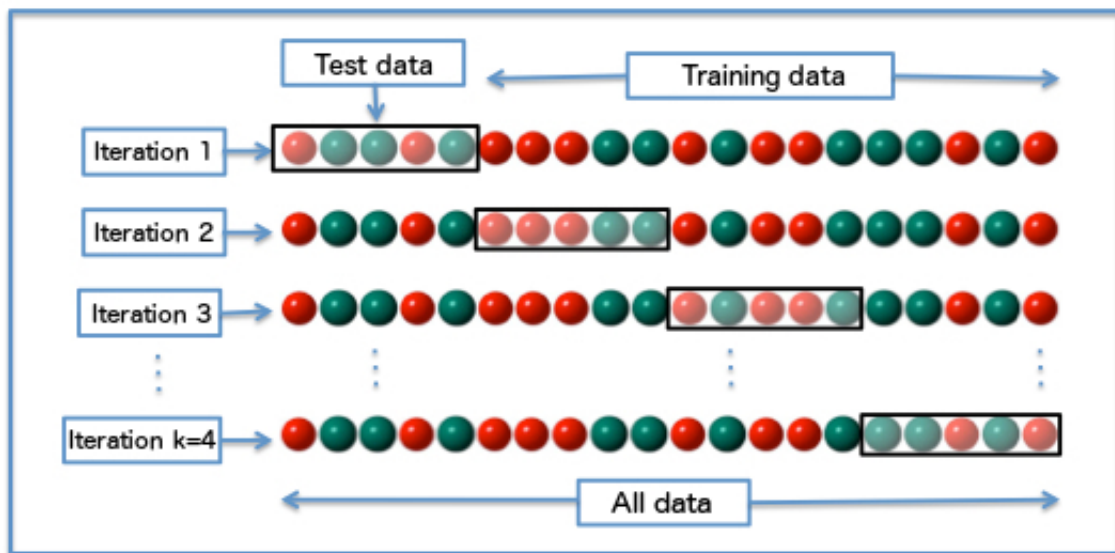 Test data
Training data
Iteration 1
Iteration 2
Iteration 3
Iteration k=4
All data